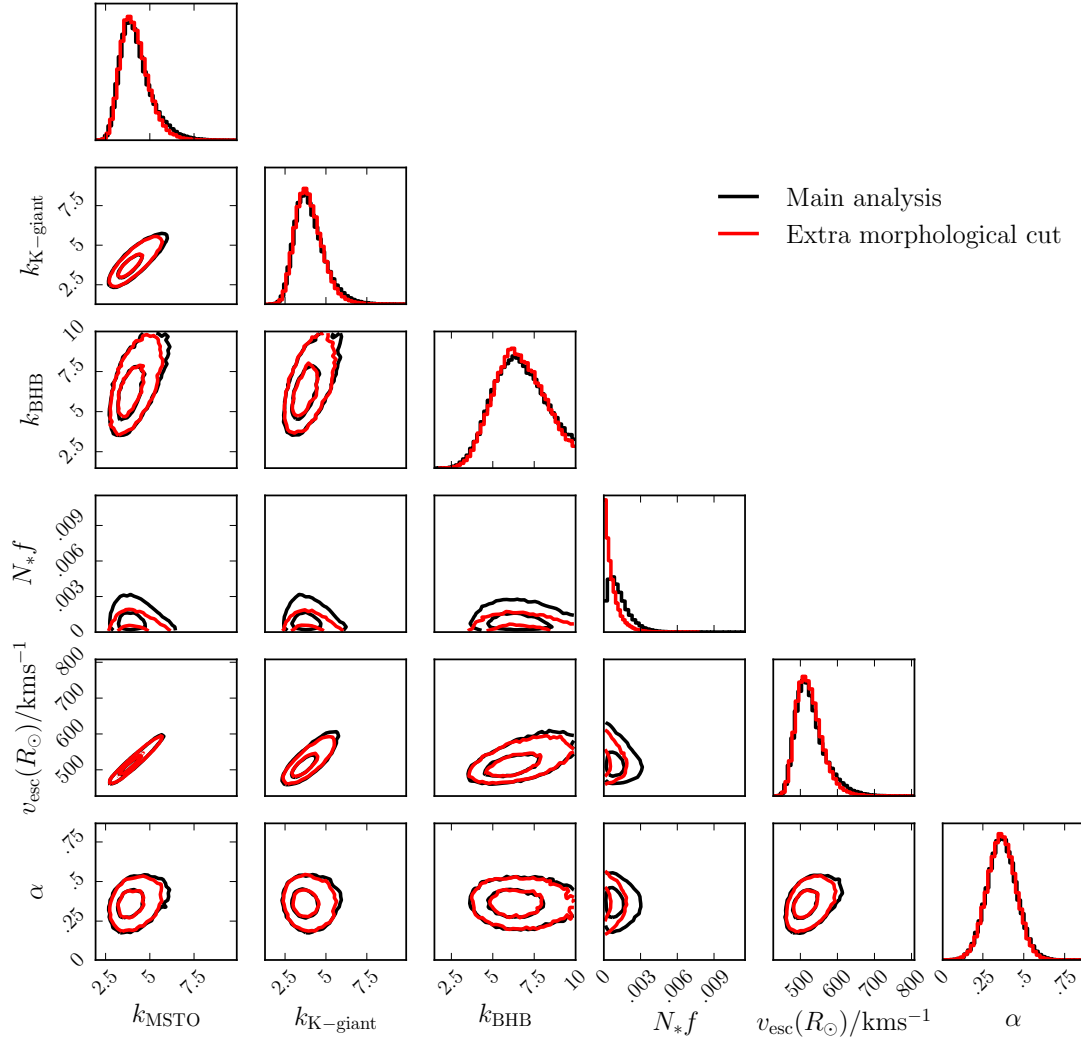 Main analysis
Extra morphological cut
k_K−giant
7.5
5
2.5
k_BHB
10
7.5
5
2.5
N_*f
.009
.006
.003
0
v_esc(R_⊙)/kms^−1
800
700
600
500
α
.75
.5
.25
0
2.5 5 7.5 2.5 5 7.5 2.5 5 7.5 10 .003 .006 .009 500 600 700 800 0 .25 .5 .75
k_MSTO k_K−giant k_BHB N_*f v_esc(R_⊙)/kms^−1 α